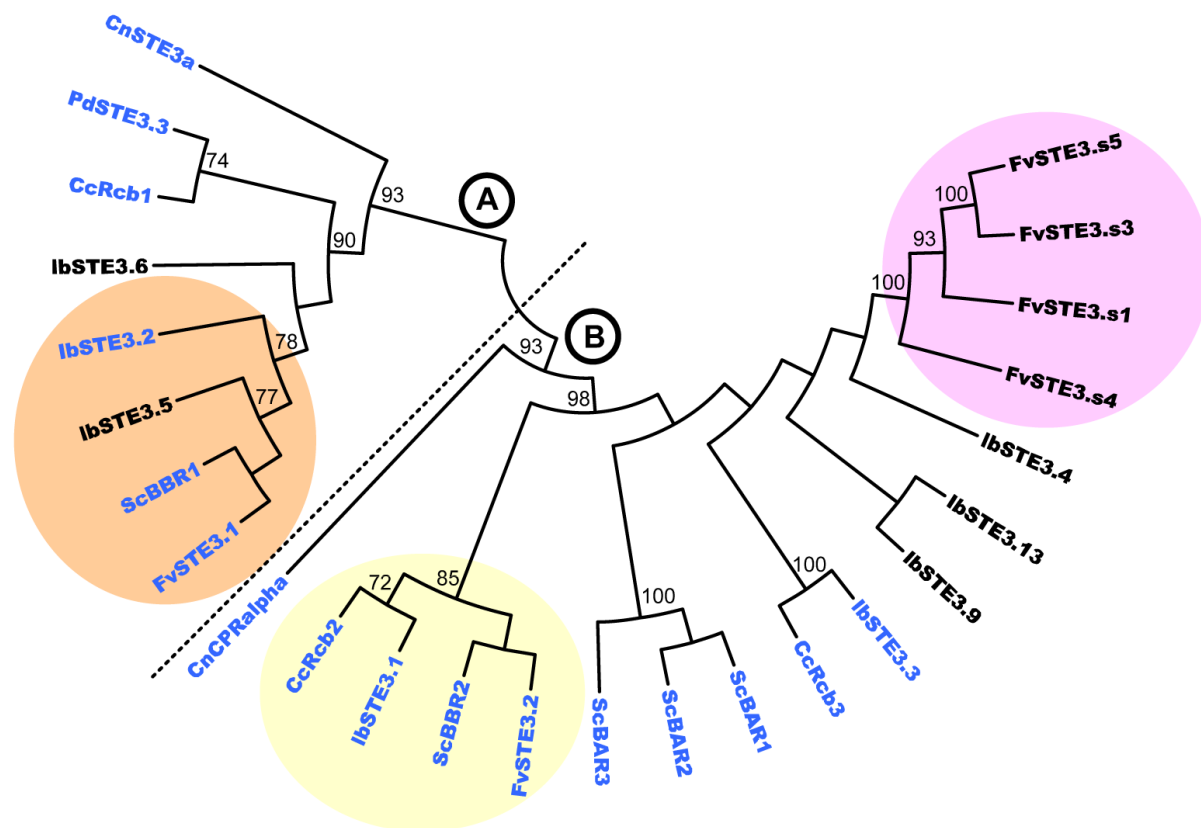 CnSTE3a
PdSTE3.3
74
CcRcb1
93
A
90
IbSTE3.6
IbSTE3.2
78
IbSTE3.5
77
ScBBR1
FvSTE3.1
B
93
98
CnCPRalpha
85
72
CcRcb2
IbSTE3.1
ScBBR2
FvSTE3.2
100
ScBAR3
ScBAR2
ScBAR1
100
CcRcb3
IbSTE3.3
IbSTE3.9
IbSTE3.13
IbSTE3.4
100
93
100
FvSTE3.s5
FvSTE3.s3
FvSTE3.s1
FvSTE3.s4